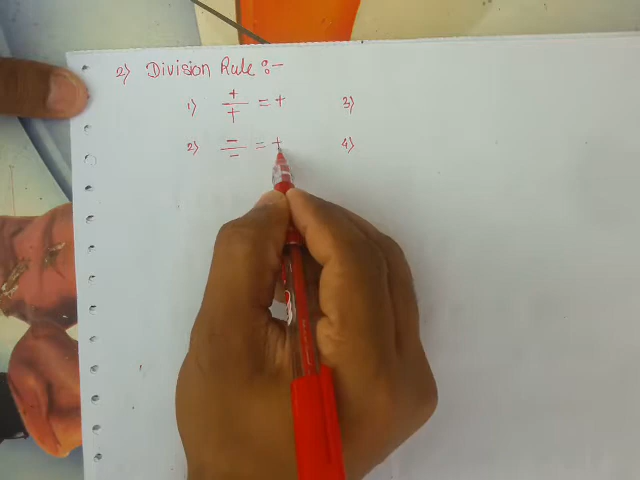 2) Division Rule :-
1) +/+ = + 3)
2) -/- = + 4)